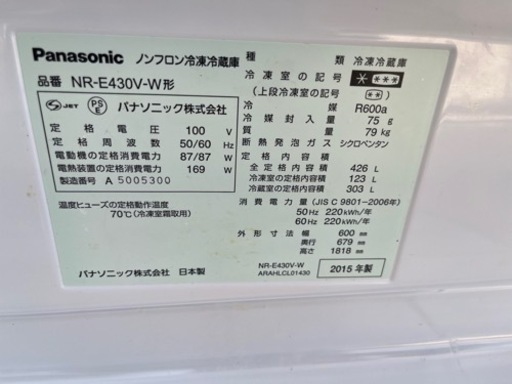 Panasonic ノンフロン冷凍冷蔵庫
品番 NR-E430V-W形
S JET PS E パナソニック株式会社
定格電圧 100 V
定格周波数 50/60 Hz
電動機の定格消費電力 87/87 W
電熱装置の定格消費電力 169 W
製造番号 A 5005300
温度ヒューズの定格動作温度
70℃(冷凍室霜取用)
パナソニック株式会社 日本製
種類 冷凍冷蔵庫
冷凍室の記号 ****
(上段冷凍室の記号 **)
冷媒 R600a
冷媒封入量 75 g
質量 79 kg
断熱発泡ガス シクロペンタン
定格内容積
全定格内容積 426 L
冷凍室の定格内容積 123 L
冷蔵室の定格内容積 303 L
消費電力量(JIS C 9801-2006年)
50Hz 220kWh/年
60Hz 220kWh/年
外形寸法 幅 600 mm
奥行 679 mm
高さ 1818 mm
NR-E430V-W
ARAHLCL01430
2015年製